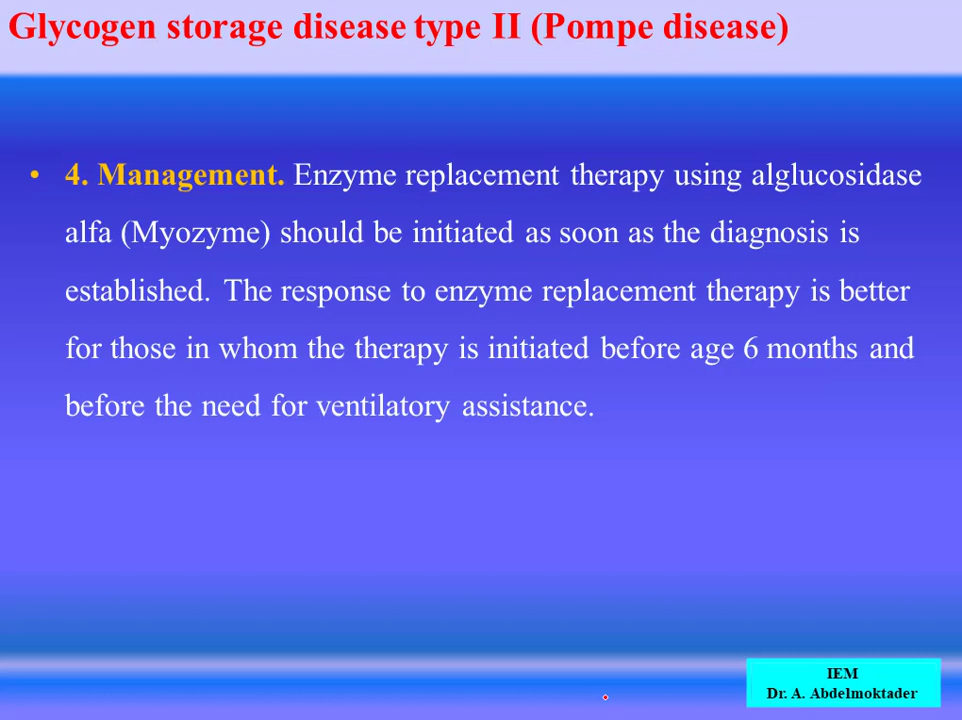 Glycogen storage disease type II (Pompe disease)
• 4. Management. Enzyme replacement therapy using alglucosidase
alfa (Myozyme) should be initiated as soon as the diagnosis is
established. The response to enzyme replacement therapy is better
for those in whom the therapy is initiated before age 6 months and
before the need for ventilatory assistance.
IEM
Dr. A. Abdelmoktader